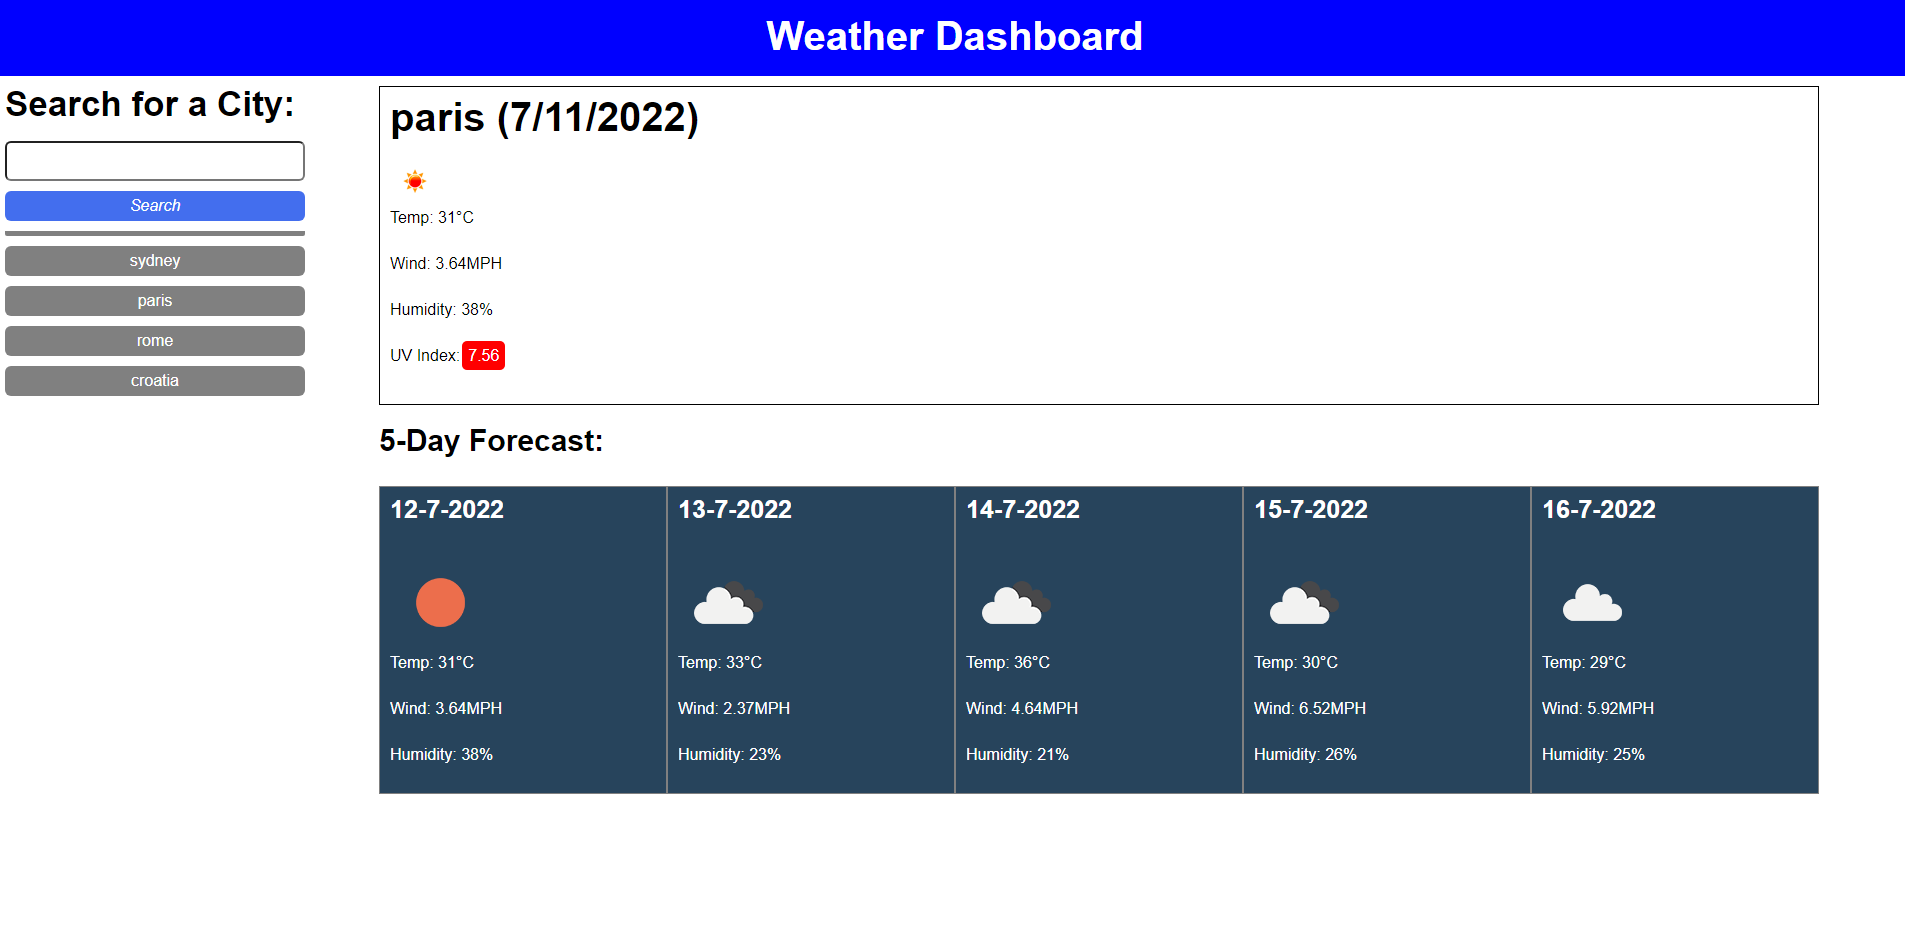 Weather Dashboard
Search for a City:
Search
sydney
paris
rome
croatia
paris (7/11/2022)
Temp: 31°C
Wind: 3.64MPH
Humidity: 38%
UV Index: 7.56
5-Day Forecast:
12-7-2022
Temp: 31°C
Wind: 3.64MPH
Humidity: 38%
13-7-2022
Temp: 33°C
Wind: 2.37MPH
Humidity: 23%
14-7-2022
Temp: 36°C
Wind: 4.64MPH
Humidity: 21%
15-7-2022
Temp: 30°C
Wind: 6.52MPH
Humidity: 26%
16-7-2022
Temp: 29°C
Wind: 5.92MPH
Humidity: 25%